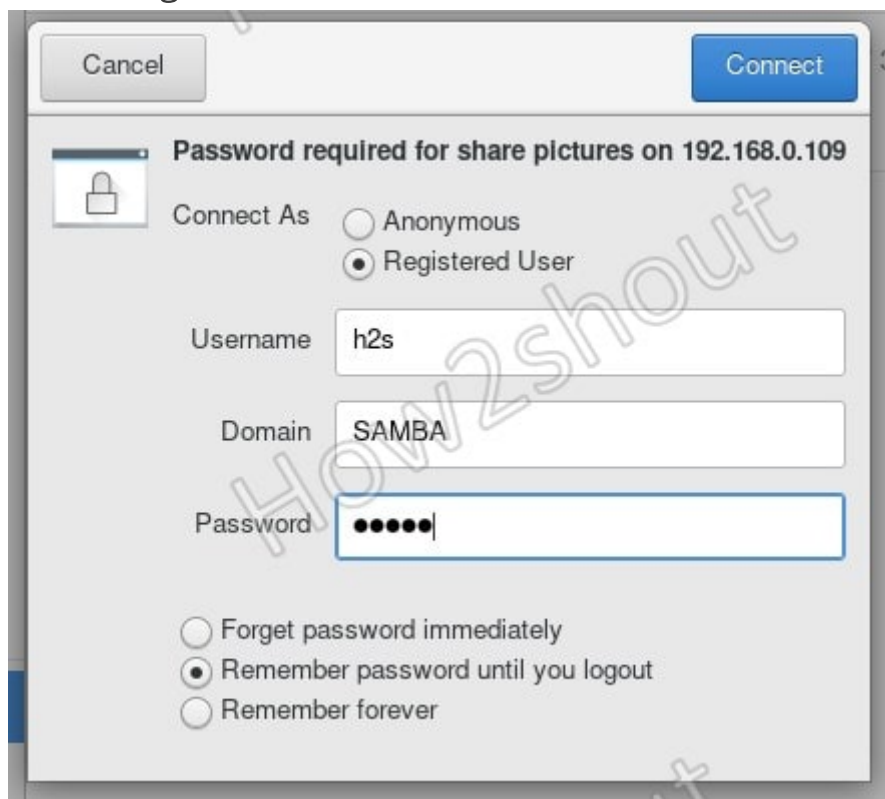 Cancel Connect
Password required for share pictures on 192.168.0.109
Connect As Anonymous
Registered User
Username h2s
Domain SAMBA
Password ●●●●●
Forget password immediately
Remember password until you logout
Remember forever
How2shout